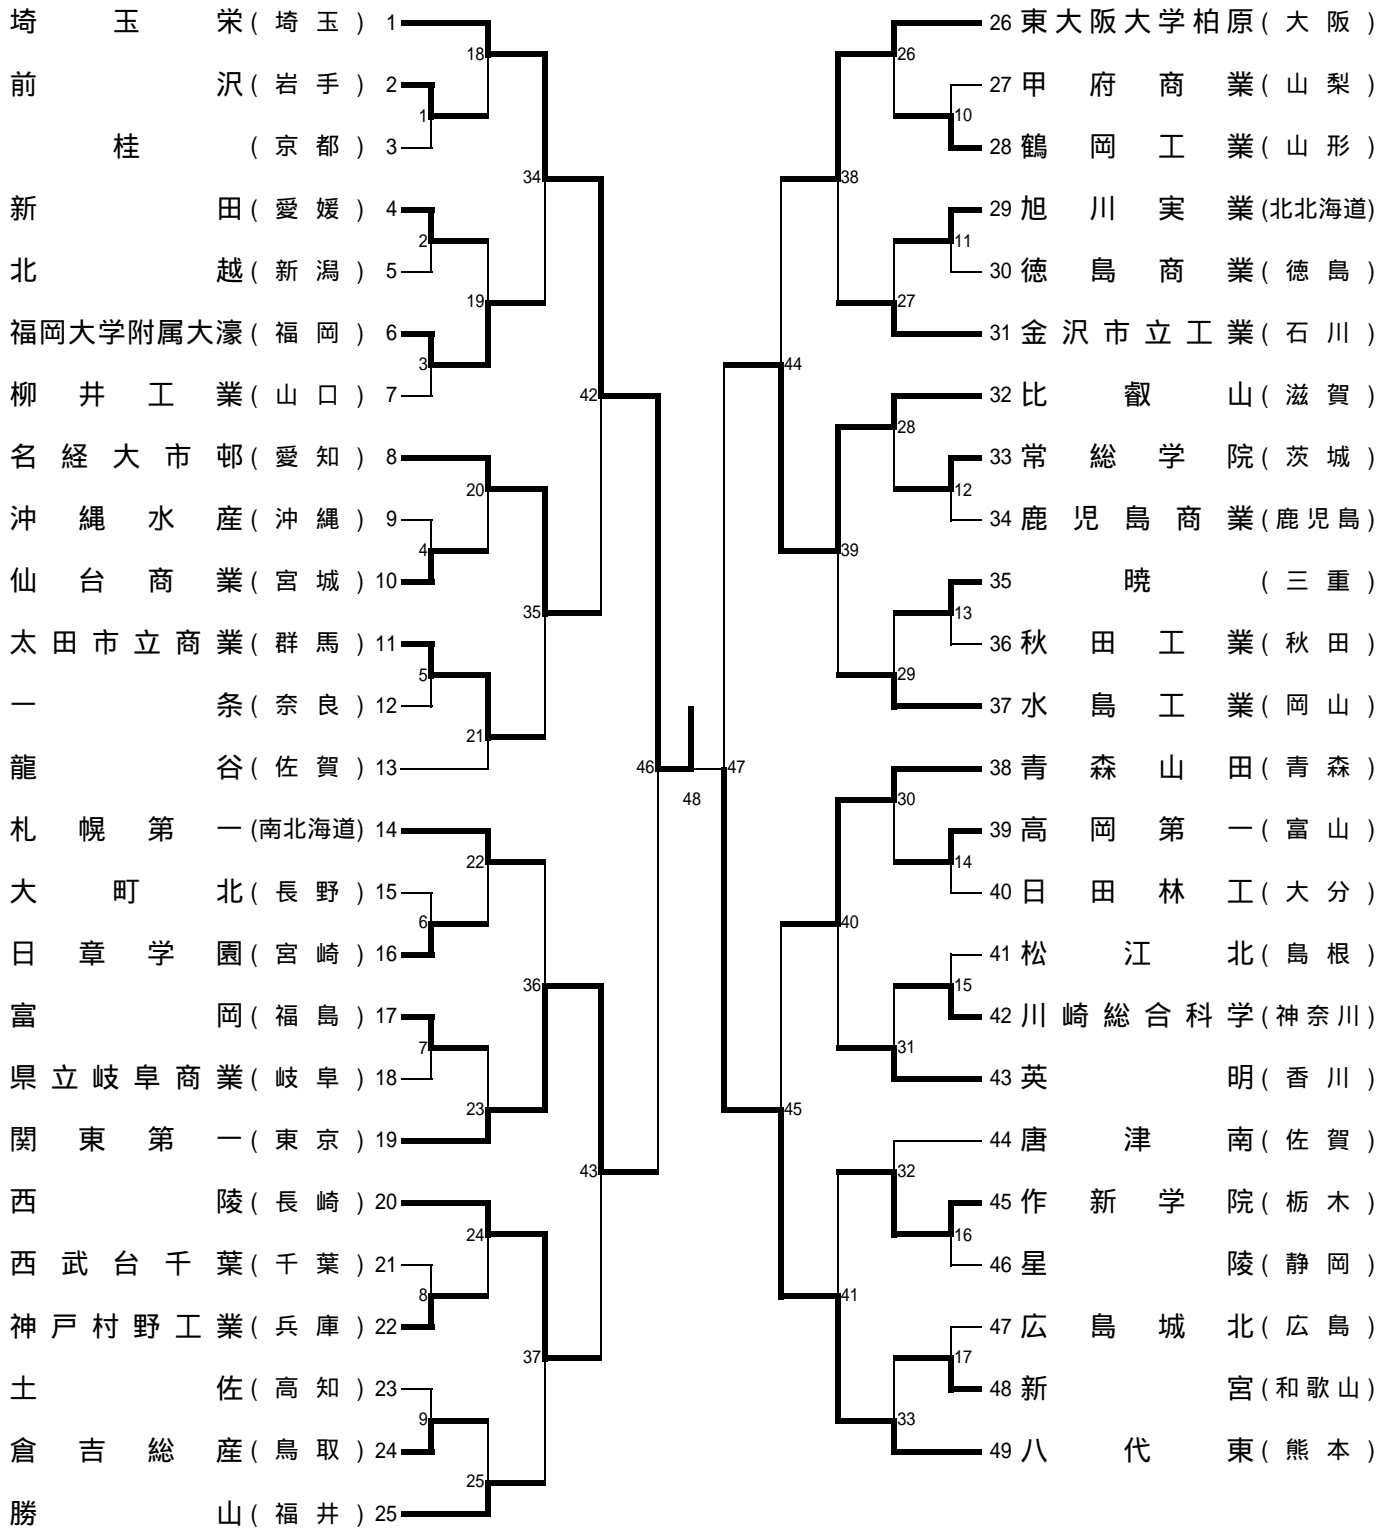 埼玉栄(埼玉) 1
前沢(岩手) 2
桂(京都) 3
新田(愛媛) 4
北越(新潟) 5
福岡大学附属大濠(福岡) 6
柳井工業(山口) 7
名経大市邨(愛知) 8
沖縄水産(沖縄) 9
仙台商業(宮城) 10
太田市立商業(群馬) 11
一条(奈良) 12
龍谷(佐賀) 13
札幌第一(南北海道) 14
大町北(長野) 15
日章学園(宮崎) 16
富岡(福島) 17
県立岐阜商業(岐阜) 18
関東第一(東京) 19
西陵(長崎) 20
西武台千葉(千葉) 21
神戸村野工業(兵庫) 22
土佐(高知) 23
倉吉総産(鳥取) 24
勝山(福井) 25
1
2
3
4
5
6
7
8
9
18
19
20
21
22
23
24
25
34
35
36
37
42
43
46
48
47
44
45
38
39
40
41
26
27
28
29
30
31
32
33
10
11
12
13
14
15
16
17
26 東大阪大学柏原(大阪)
27 甲府商業(山梨)
28 鶴岡工業(山形)
29 旭川実業(北北海道)
30 徳島商業(徳島)
31 金沢市立工業(石川)
32 比叡山(滋賀)
33 常総学院(茨城)
34 鹿児島商業(鹿児島)
35 暁(三重)
36 秋田工業(秋田)
37 水島工業(岡山)
38 青森山田(青森)
39 高岡第一(富山)
40 日田林工(大分)
41 松江北(島根)
42 川崎総合科学(神奈川)
43 英明(香川)
44 唐津南(佐賀)
45 作新学院(栃木)
46 星陵(静岡)
47 広島城北(広島)
48 新宮(和歌山)
49 八代東(熊本)